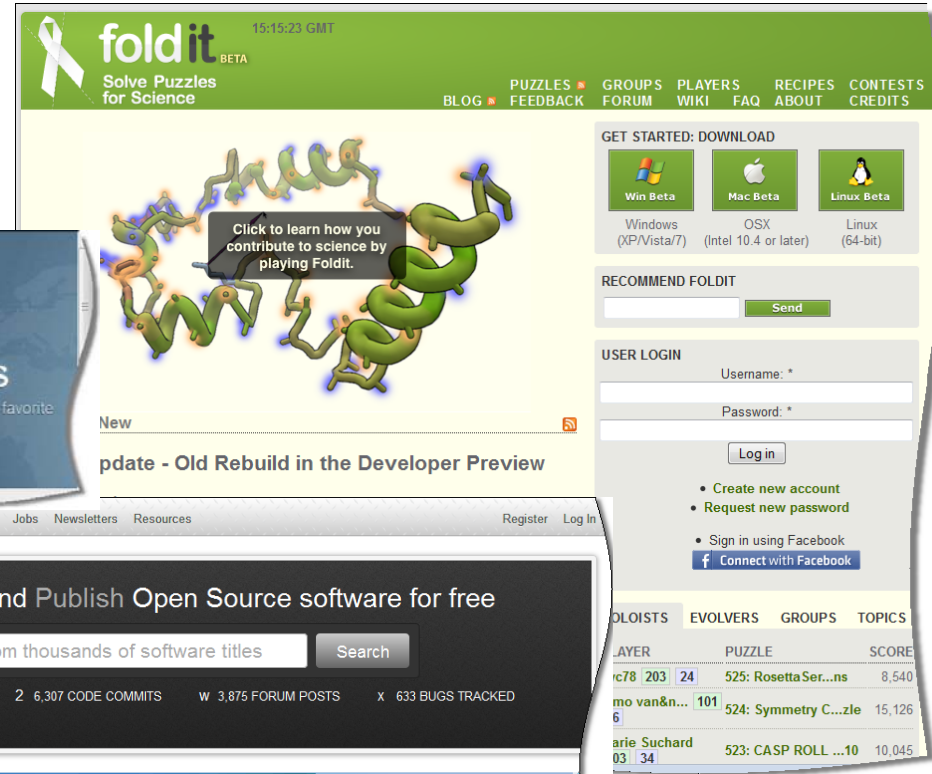 foldit BETA
15:15:23 GMT
Solve Puzzles
for Science
PUZZLES GROUPS PLAYERS RECIPES CONTESTS
BLOG FEEDBACK FORUM WIKI FAQ ABOUT CREDITS
Click to learn how you
contribute to science by
playing Foldit.
GET STARTED: DOWNLOAD
Win Beta Mac Beta Linux Beta
Windows OSX Linux
(XP/Vista/7) (Intel 10.4 or later) (64-bit)
RECOMMEND FOLDIT
Send
USER LOGIN
Username: *
Password: *
Log in
• Create new account
• Request new password
• Sign in using Facebook
f Connect with Facebook
s
favorite
New
pdate - Old Rebuild in the Developer Preview
Jobs Newsletters Resources Register Log In
nd Publish Open Source software for free
om thousands of software titles Search
2 6,307 CODE COMMITS w 3,875 FORUM POSTS x 633 BUGS TRACKED
OLOISTS EVOLVERS GROUPS TOPICS
AYER PUZZLE SCORE
c78 203 24 525: RosettaSer...ns 8,540
mo van&n... 101
6 524: Symmetry C...zle 15,126
arie Suchard
03 34 523: CASP ROLL ...10 10,045